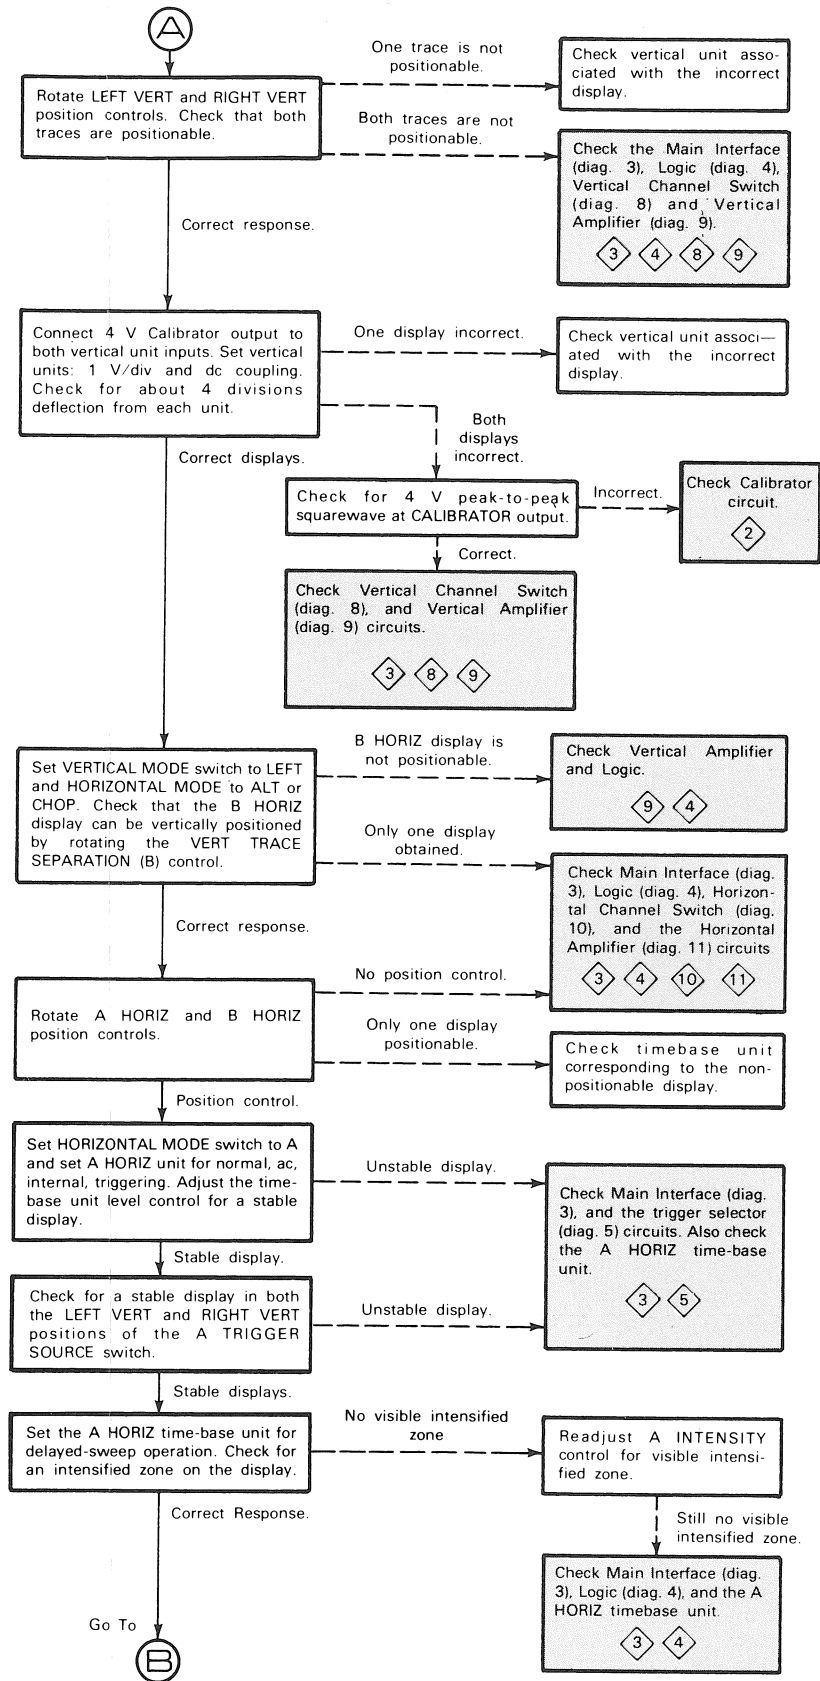 A
One trace is not
positionable.
Check vertical unit asso-
ciated with the incorrect
display.
Rotate LEFT VERT and RIGHT VERT
position controls. Check that both
traces are positionable.
Both traces are not
positionable.
Check the Main Interface
(diag. 3), Logic (diag. 4),
Vertical Channel Switch
(diag. 8) and Vertical
Amplifier (diag. 9).
3 4 8 9
Correct response.
Connect 4 V Calibrator output to
both vertical unit inputs. Set vertical
units: 1 V/div and dc coupling.
Check for about 4 divisions
deflection from each unit.
One display incorrect.
Check vertical unit associ—
ated with the incorrect
display.
Both
displays
incorrect.
Correct displays.
Check for 4 V peak-to-peak
squarewave at CALIBRATOR output.
Incorrect.
Check Calibrator
circuit.
2
Correct.
Check Vertical Channel Switch
(diag. 8), and Vertical Amplifier
(diag. 9) circuits.
3 8 9
Set VERTICAL MODE switch to LEFT
and HORIZONTAL MODE to ALT or
CHOP. Check that the B HORIZ
display can be vertically positioned
by rotating the VERT TRACE
SEPARATION (B) control.
B HORIZ display is
not positionable.
Check Vertical Amplifier
and Logic.
9 4
Only one display
obtained.
Check Main Interface (diag.
3), Logic (diag. 4), Horizon-
tal Channel Switch (diag.
10), and the Horizontal
Amplifier (diag. 11) circuits
3 4 10 11
Correct response.
Rotate A HORIZ and B HORIZ
position controls.
No position control.
Only one display
positionable.
Check timebase unit
corresponding to the non-
positionable display.
Position control.
Set HORIZONTAL MODE switch to A
and set A HORIZ unit for normal, ac,
internal, triggering. Adjust the time-
base unit level control for a stable
display.
Unstable display.
Check Main Interface (diag.
3), and the trigger selector
(diag. 5) circuits. Also check
the A HORIZ time-base
unit.
3 5
Stable display.
Check for a stable display in both
the LEFT VERT and RIGHT VERT
positions of the A TRIGGER
SOURCE switch.
Unstable display.
Stable displays.
Set the A HORIZ time-base unit for
delayed-sweep operation. Check for
an intensified zone on the display.
No visible intensified
zone
Readjust A INTENSITY
control for visible intensi-
fied zone.
Still no visible
intensified zone.
Check Main Interface (diag.
3), Logic (diag. 4), and the A
HORIZ timebase unit.
3 4
Correct Response.
Go To
B